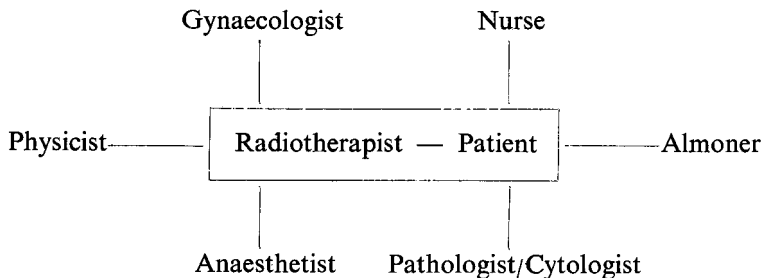 Gynaecologist Nurse
Physicist Radiotherapist — Patient Almoner
Anaesthetist Pathologist/Cytologist